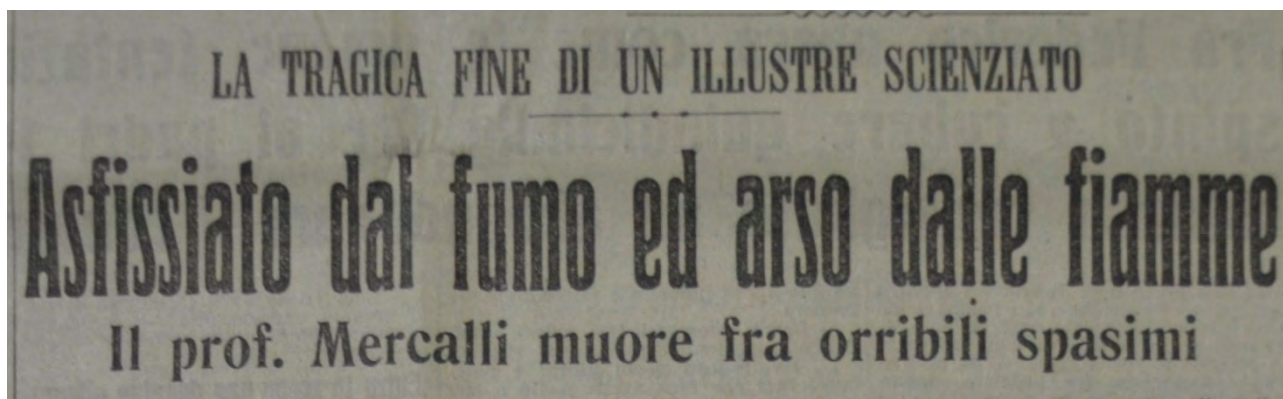 LA TRAGICA FINE DI UN ILLUSTRE SCIENZIATO
Asfissiato dal fumo ed arso dalle fiamme
Il prof. Mercalli muore fra orribili spasimi